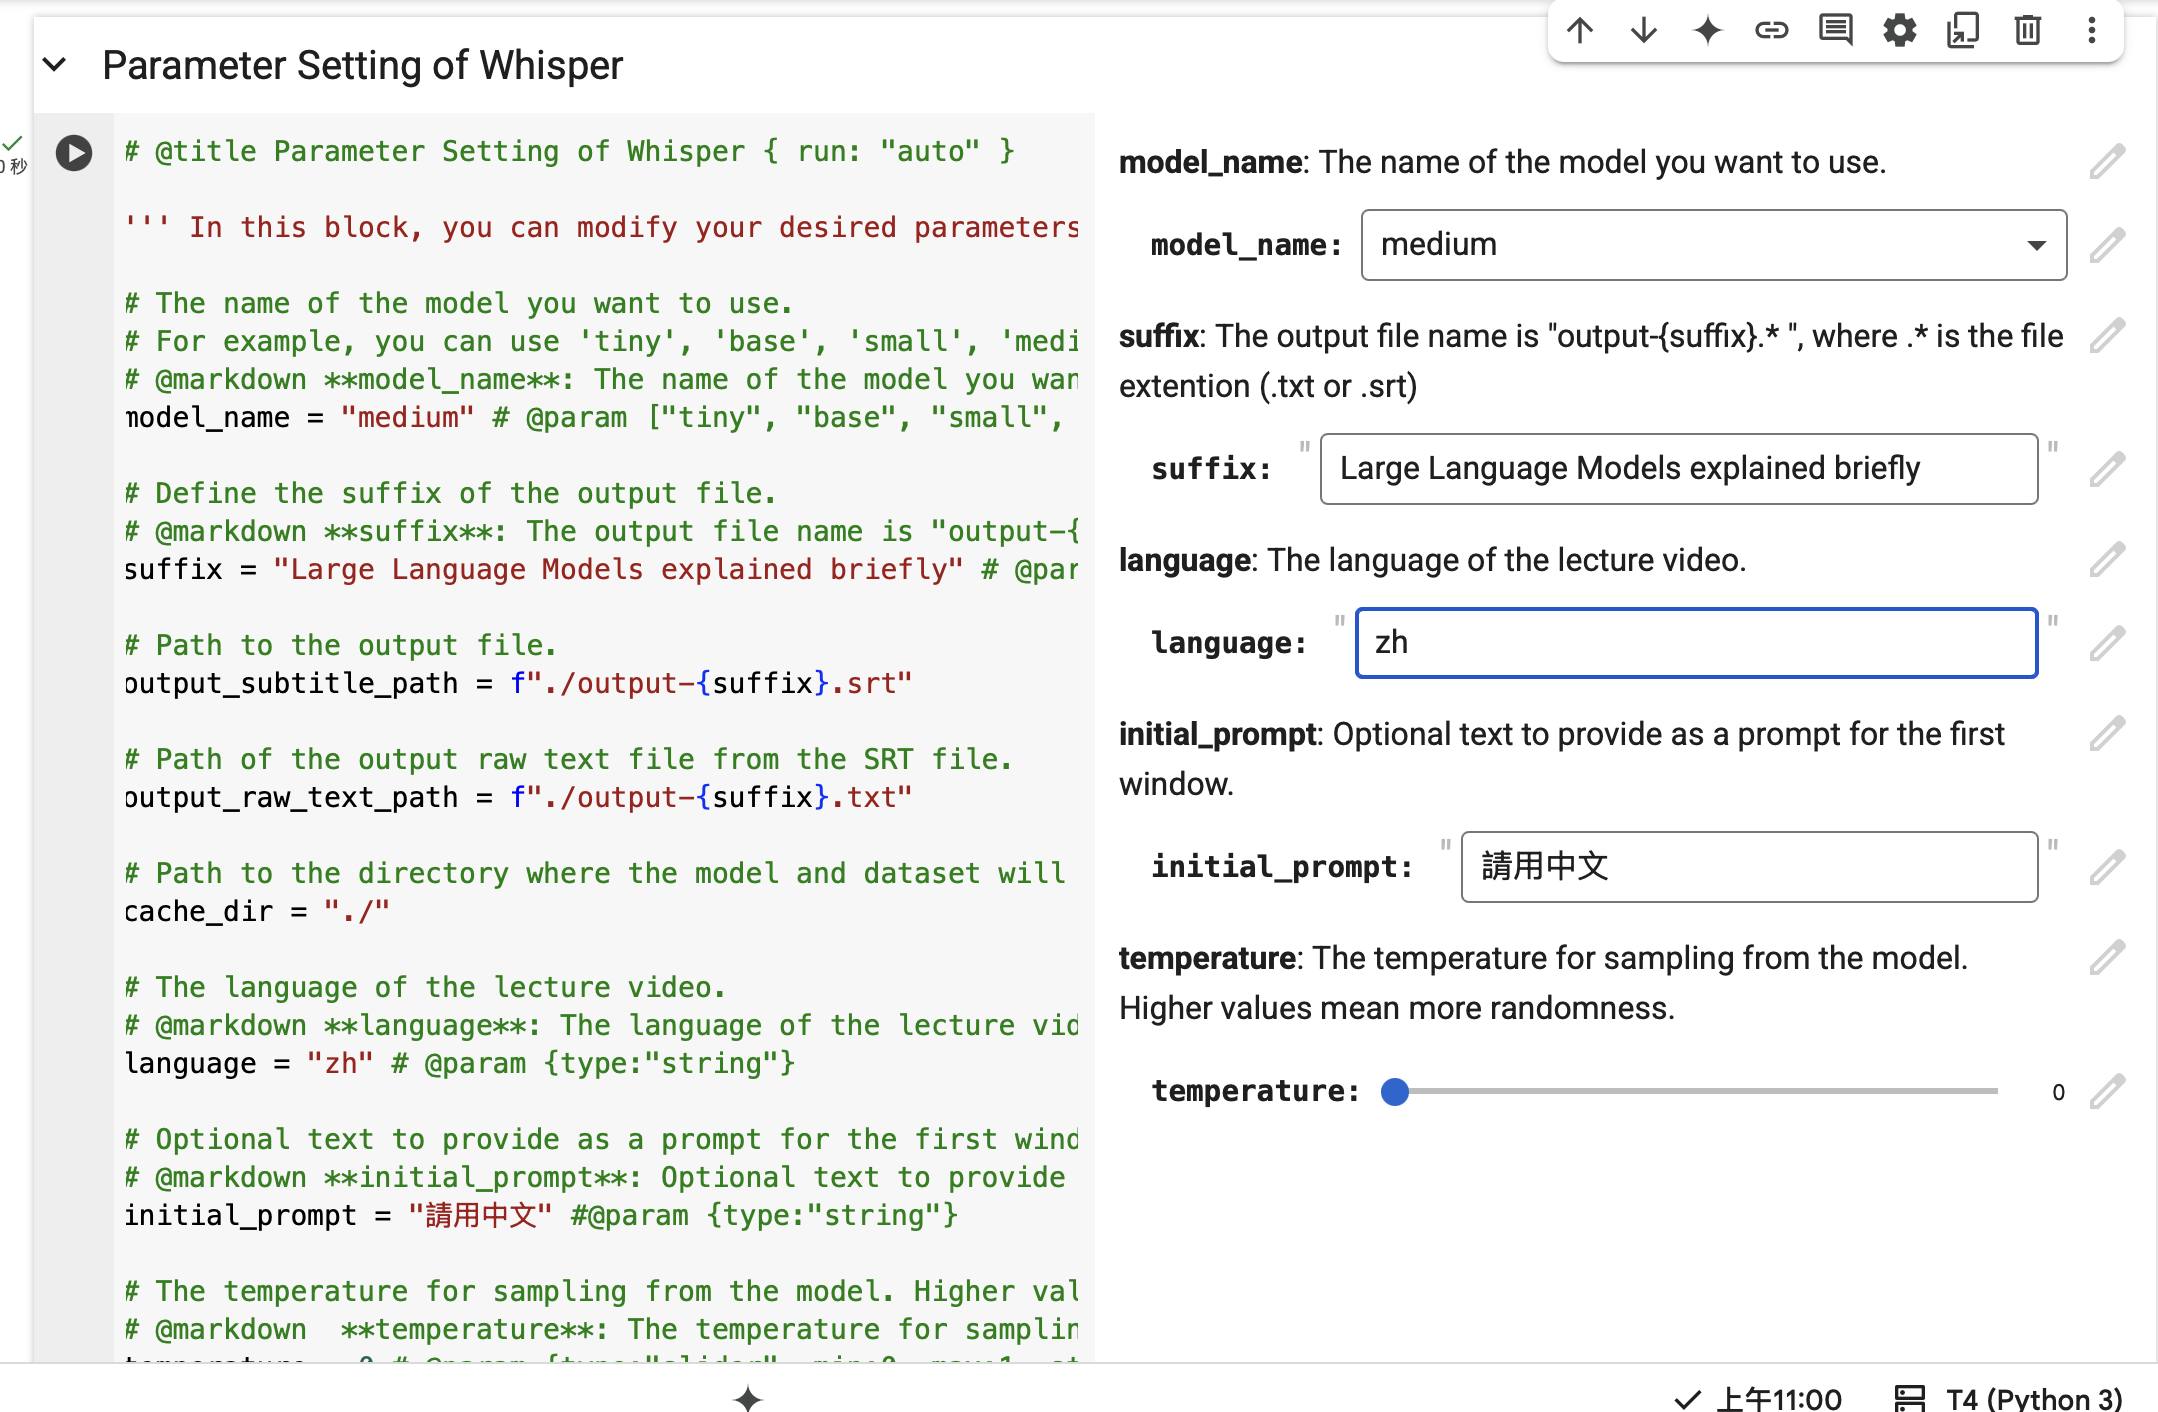 Parameter Setting of Whisper
秒
# @title Parameter Setting of Whisper { run: "auto" }
''' In this block, you can modify your desired parameters
# The name of the model you want to use.
# For example, you can use 'tiny', 'base', 'small', 'medi
# @markdown **model_name**: The name of the model you wan
model_name = "medium" # @param ["tiny", "base", "small",
# Define the suffix of the output file.
# @markdown **suffix**: The output file name is "output-{
suffix = "Large Language Models explained briefly" # @par
# Path to the output file.
output_subtitle_path = f"./output-{suffix}.srt"
# Path of the output raw text file from the SRT file.
output_raw_text_path = f"./output-{suffix}.txt"
# Path to the directory where the model and dataset will
cache_dir = "./"
# The language of the lecture video.
# @markdown **language**: The language of the lecture vid
language = "zh" # @param {type:"string"}
# Optional text to provide as a prompt for the first wind
# @markdown **initial_prompt**: Optional text to provide
initial_prompt = "請用中文" #@param {type:"string"}
# The temperature for sampling from the model. Higher val
# @markdown  **temperature**: The temperature for samplin
model_name: The name of the model you want to use.
model_name: medium
suffix: The output file name is "output-{suffix}.* ", where .* is the file
extention (.txt or .srt)
suffix: " Large Language Models explained briefly "
language: The language of the lecture video.
language: " zh "
initial_prompt: Optional text to provide as a prompt for the first
window.
initial_prompt: " 請用中文 "
temperature: The temperature for sampling from the model.
Higher values mean more randomness.
temperature: 0
上午11:00 T4 (Python 3)